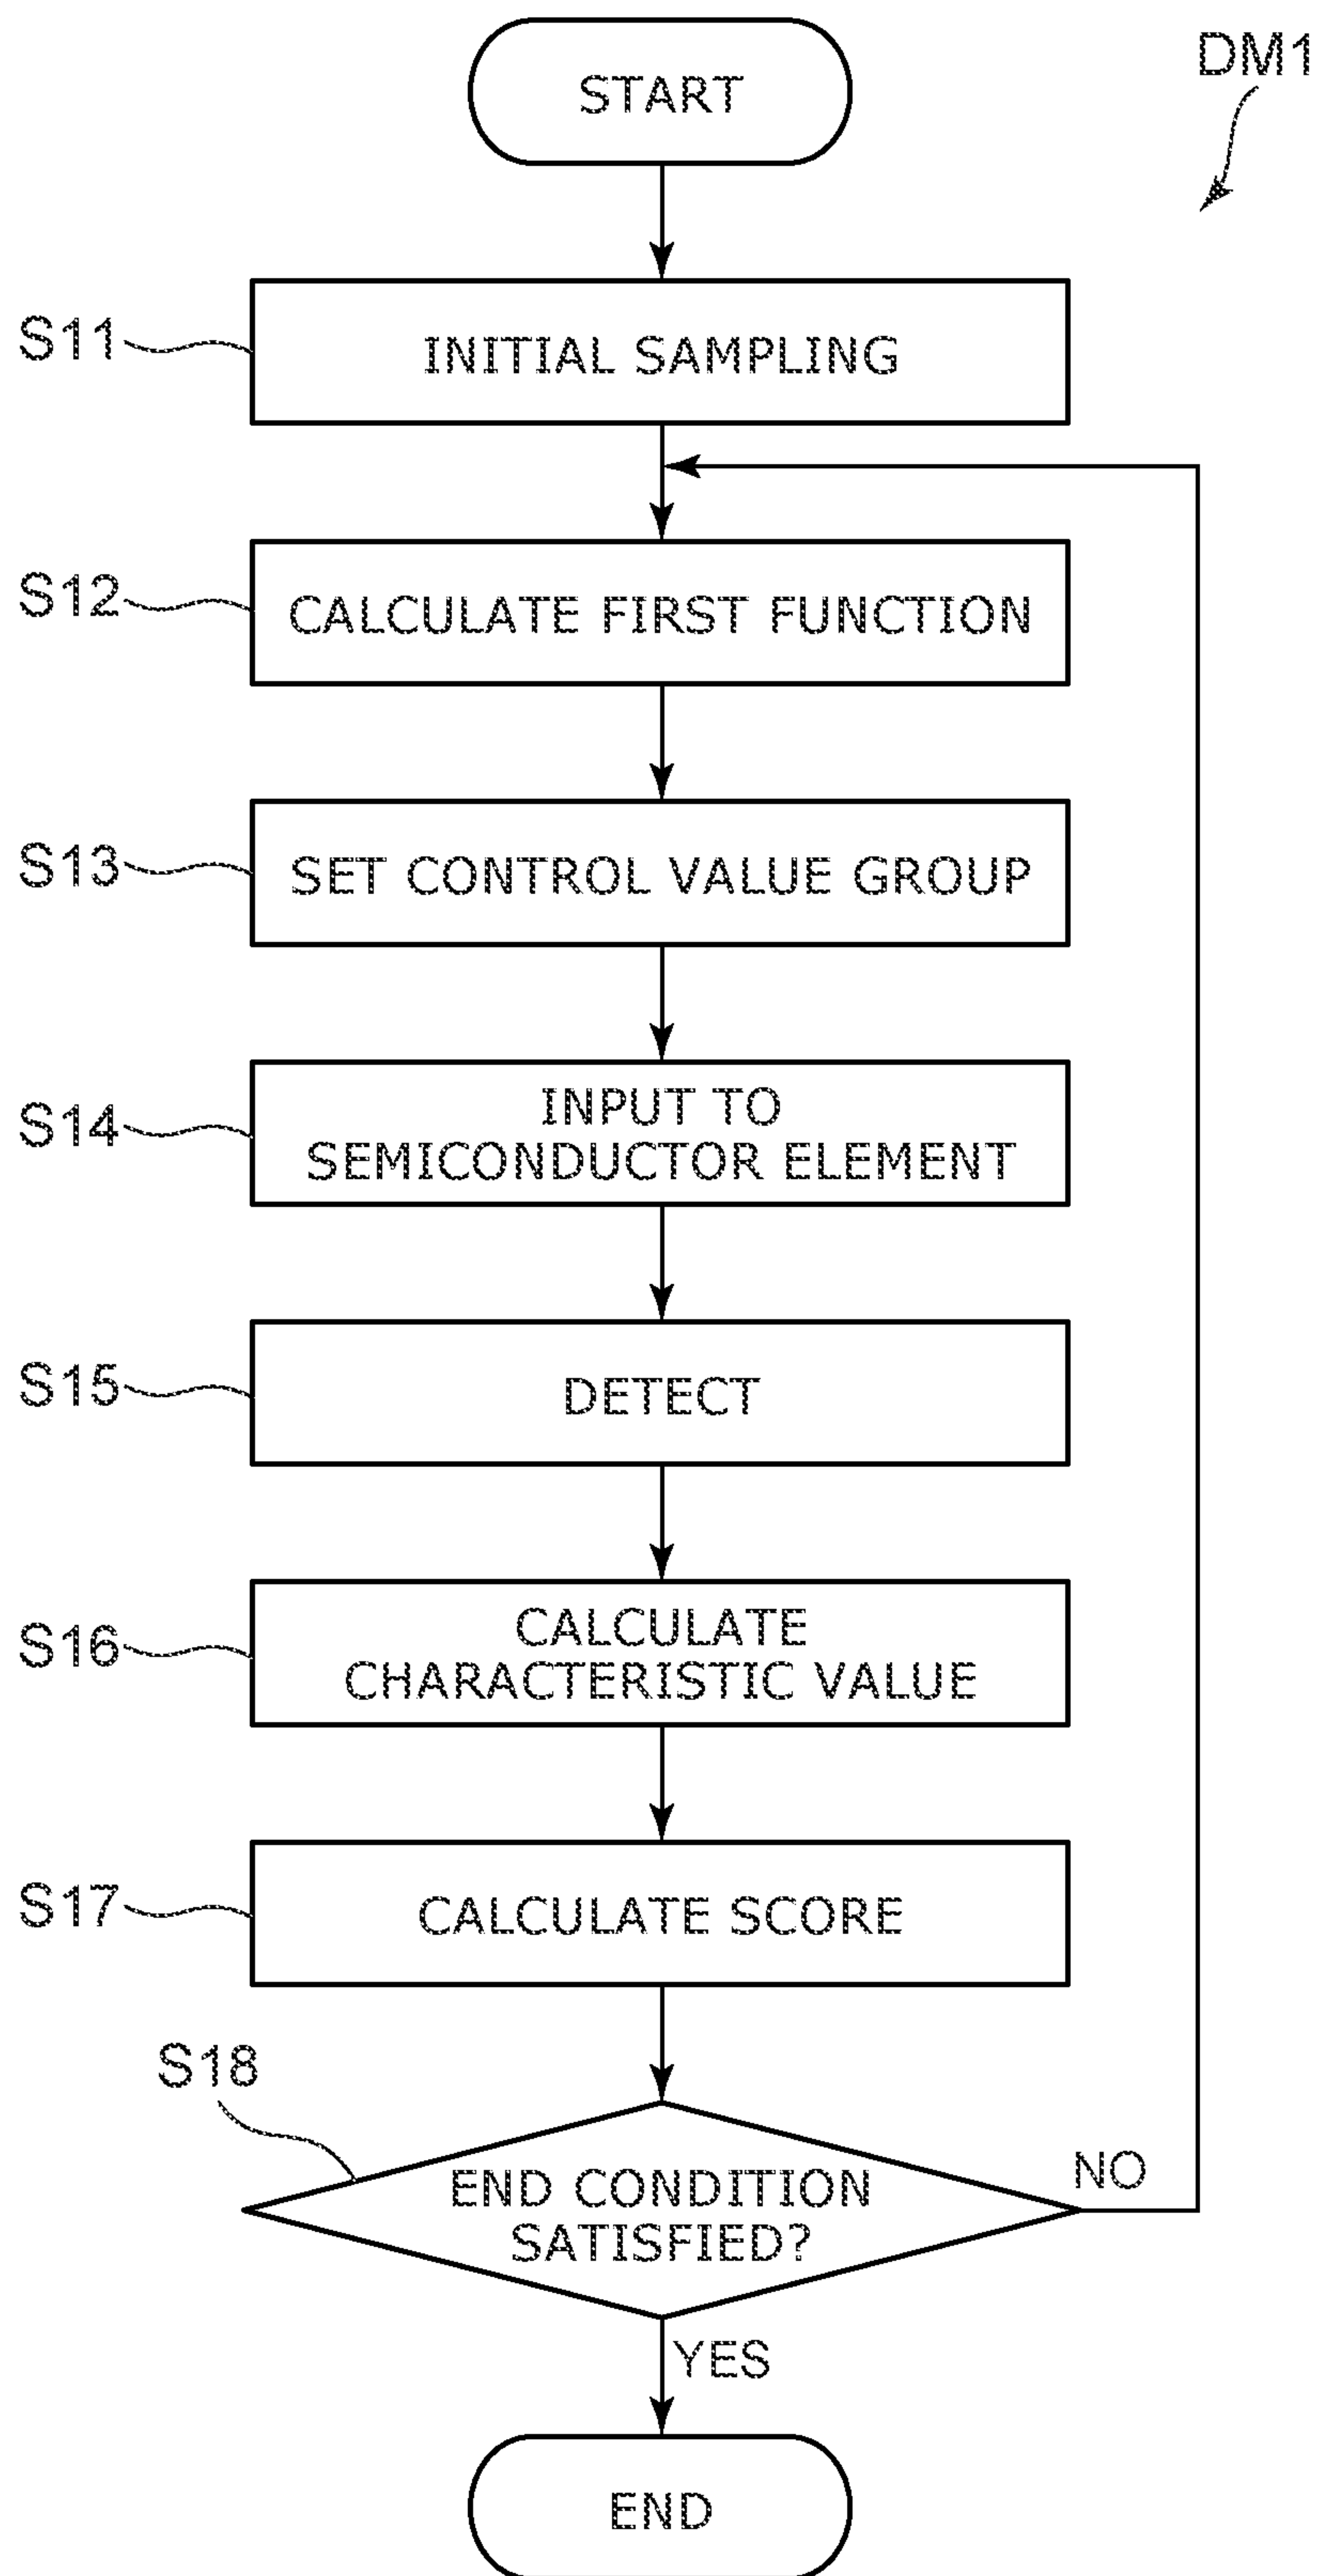 START
DM1
S11
INITIAL SAMPLING
S12
CALCULATE FIRST FUNCTION
S13
SET CONTROL VALUE GROUP
S14
INPUT TO
SEMICONDUCTOR ELEMENT
S15
DETECT
S16
CALCULATE
CHARACTERISTIC VALUE
S17
CALCULATE SCORE
S18
END CONDITION
SATISFIED?
NO
YES
END